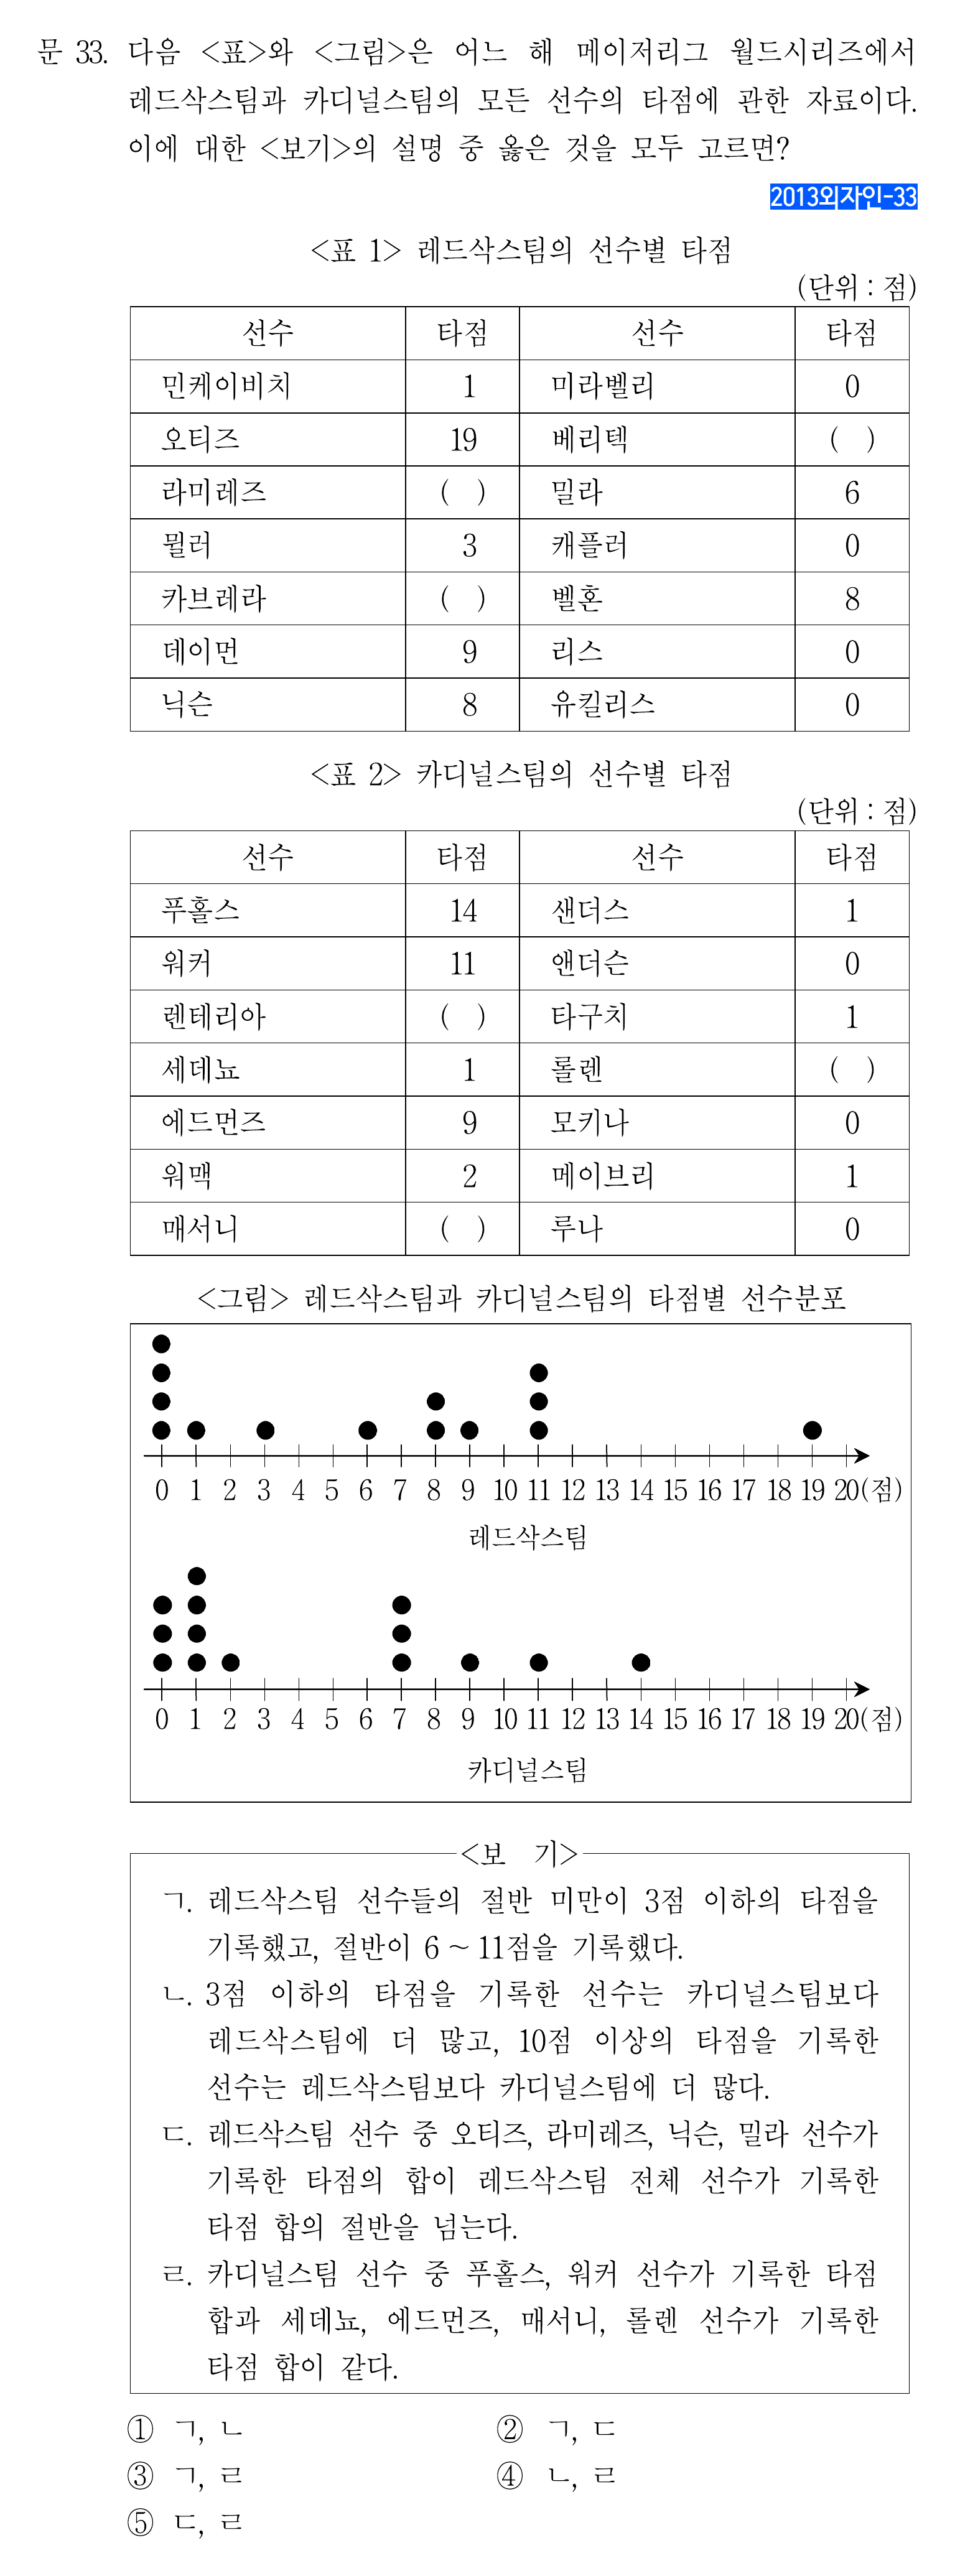 문 33. 다음 <표>와 <그림>은 어느 해 메이저리그 월드시리즈에서
레드삭스팀과 카디널스팀의 모든 선수의 타점에 관한 자료이다.
이에 대한 <보기>의 설명 중 옳은 것을 모두 고르면?
2013외자인-33
<표 1> 레드삭스팀의 선수별 타점
(단위 : 점)
선수 타점 선수 타점
민케이비치 1 미라벨리 0
오티즈 19 베리텍 ( )
라미레즈 ( ) 밀라 6
뮐러 3 캐플러 0
카브레라 ( ) 벨혼 8
데이먼 9 리스 0
닉슨 8 유킬리스 0
<표 2> 카디널스팀의 선수별 타점
(단위 : 점)
선수 타점 선수 타점
푸홀스 14 샌더스 1
워커 11 앤더슨 0
렌테리아 ( ) 타구치 1
세데뇨 1 롤렌 ( )
에드먼즈 9 모키나 0
워맥 2 메이브리 1
매서니 ( ) 루나 0
<그림> 레드삭스팀과 카디널스팀의 타점별 선수분포
0 1 2 3 4 5 6 7 8 9 10 11 12 13 14 15 16 17 18 19 20(점)
레드삭스팀
0 1 2 3 4 5 6 7 8 9 10 11 12 13 14 15 16 17 18 19 20(점)
카디널스팀
<보 기>
ㄱ. 레드삭스팀 선수들의 절반 미만이 3점 이하의 타점을
기록했고, 절반이 6 ~ 11점을 기록했다.
ㄴ. 3점 이하의 타점을 기록한 선수는 카디널스팀보다
레드삭스팀에 더 많고, 10점 이상의 타점을 기록한
선수는 레드삭스팀보다 카디널스팀에 더 많다.
ㄷ. 레드삭스팀 선수 중 오티즈, 라미레즈, 닉슨, 밀라 선수가
기록한 타점의 합이 레드삭스팀 전체 선수가 기록한
타점 합의 절반을 넘는다.
ㄹ. 카디널스팀 선수 중 푸홀스, 워커 선수가 기록한 타점
합과 세데뇨, 에드먼즈, 매서니, 롤렌 선수가 기록한
타점 합이 같다.
① ㄱ, ㄴ ② ㄱ, ㄷ
③ ㄱ, ㄹ ④ ㄴ, ㄹ
⑤ ㄷ, ㄹ